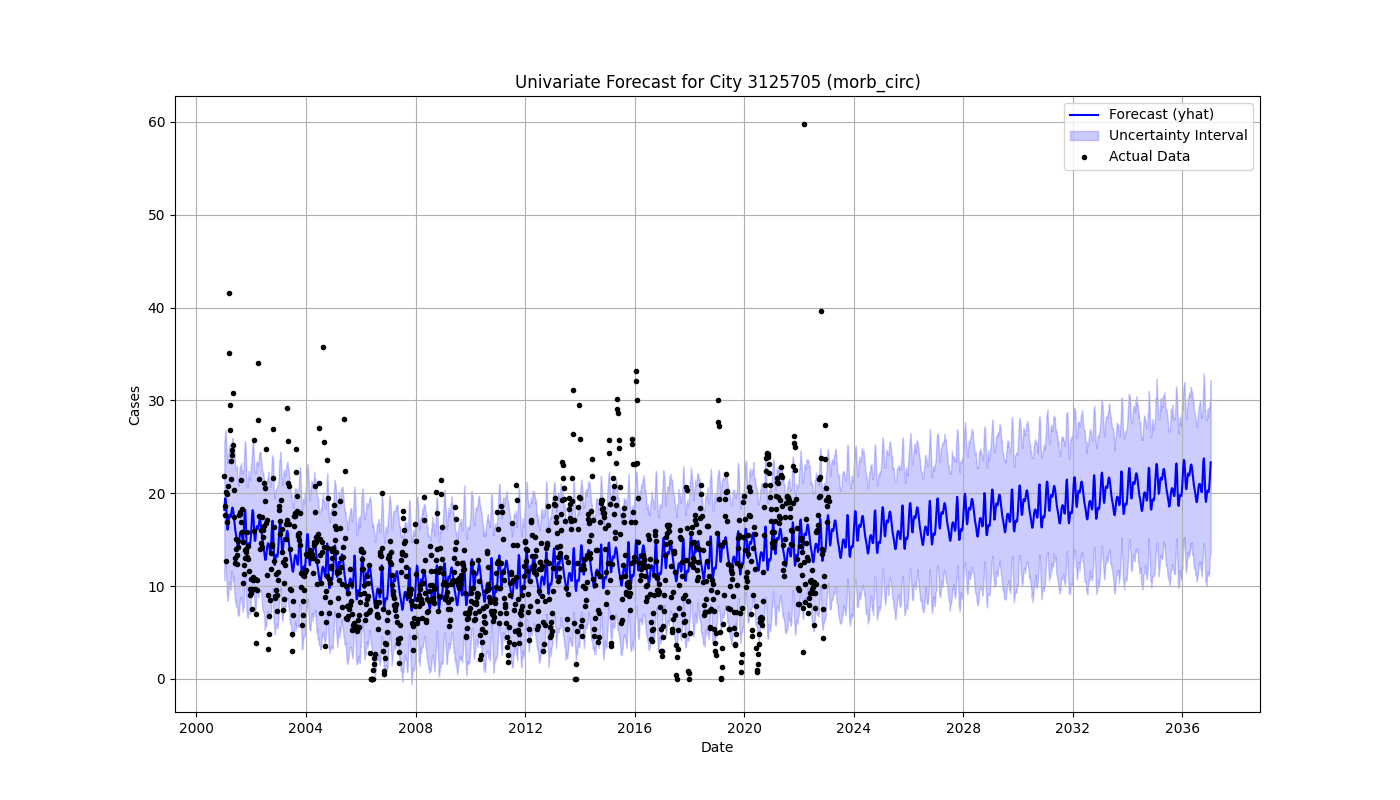 Univariate Forecast for City 3125705 (morb_circ)
Forecast (yhat)
Uncertainty Interval
Actual Data
60
50
40
30
20
10
0
Cases
2000 2004 2008 2012 2016 2020 2024 2028 2032 2036
Date